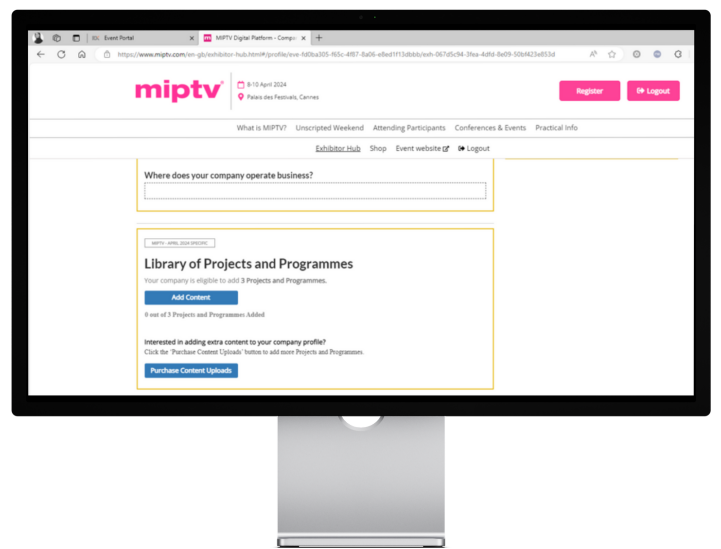 Event Portal
MIPTV Digital Platform - Compan
https://www.miptv.com/en-gb/exhibitor-hub.html#/profile/eve-fd0ba305-f65c-4f87-8a06-e8ed1f13dbbb/exh-067d5c94-3fea-4dfd-8e09-50bf423e853d
miptv
8-10 April 2024
Palais des Festivals, Cannes
Register
Logout
What is MIPTV? Unscripted Weekend Attending Participants Conferences & Events Practical Info
Exhibitor Hub Shop Event website Logout
Where does your company operate business?
MIPTV - APRIL 2024 SPECIFIC
Library of Projects and Programmes
Your company is eligible to add 3 Projects and Programmes.
Add Content
0 out of 3 Projects and Programmes Added
Interested in adding extra content to your company profile?
Click the 'Purchase Content Uploads' button to add more Projects and Programmes.
Purchase Content Uploads